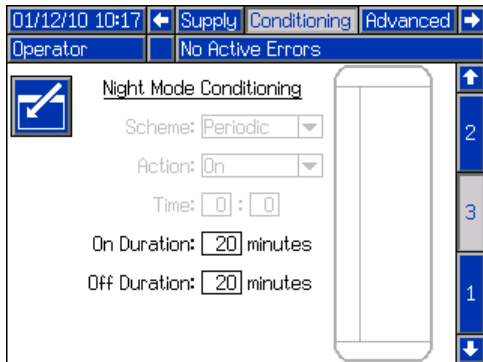 01/12/10 10:17 Supply Conditioning Advanced
Operator No Active Errors
Night Mode Conditioning
Scheme: Periodic
2
Action: On
Time: 0 : 0
3
On Duration: 20 minutes
Off Duration: 20 minutes
1